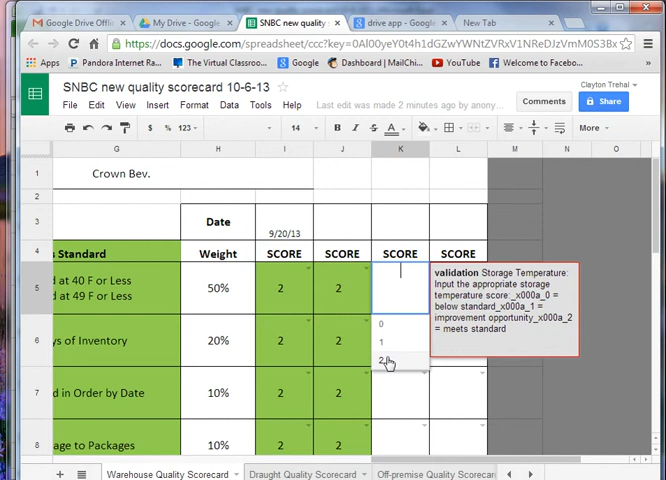 Google Drive Offli
My Drive - Google
SNBC new quality
drive app - Google
New Tab
https://docs.google.com/spreadsheet/ccc?key=0Al00yeY0t4h1dGZwYWNtZVRxV1NReDJzVmM0S3Bx
Apps
Pandora Internet Ra...
The Virtual Classroo...
Google
Dashboard | MailChi...
YouTube
Welcome to Facebo...
SNBC new quality scorecard 10-6-13
Clayton Trehal
File Edit View Insert Format Data Tools Help
Last edit was made 2 minutes ago by anony...
Comments
Share
$ % 123
14
B I S A
More
G H I J K L M N O
1
Crown Bev.
2
3
Date
9/20/13
4
s Standard
Weight
SCORE
SCORE
SCORE
SCORE
5
d at 40 F or Less
d at 49 F or Less
50%
2
2
validation Storage Temperature:
Input the appropriate storage
temperature score:_x000a_0 =
below standard_x000a_1 =
improvement opportunity_x000a_2
= meets standard
0
1
2
6
ys of Inventory
20%
2
2
7
d in Order by Date
10%
2
2
8
age to Packages
10%
2
2
+
Warehouse Quality Scorecard
Draught Quality Scorecard
Off-premise Quality Scorecar